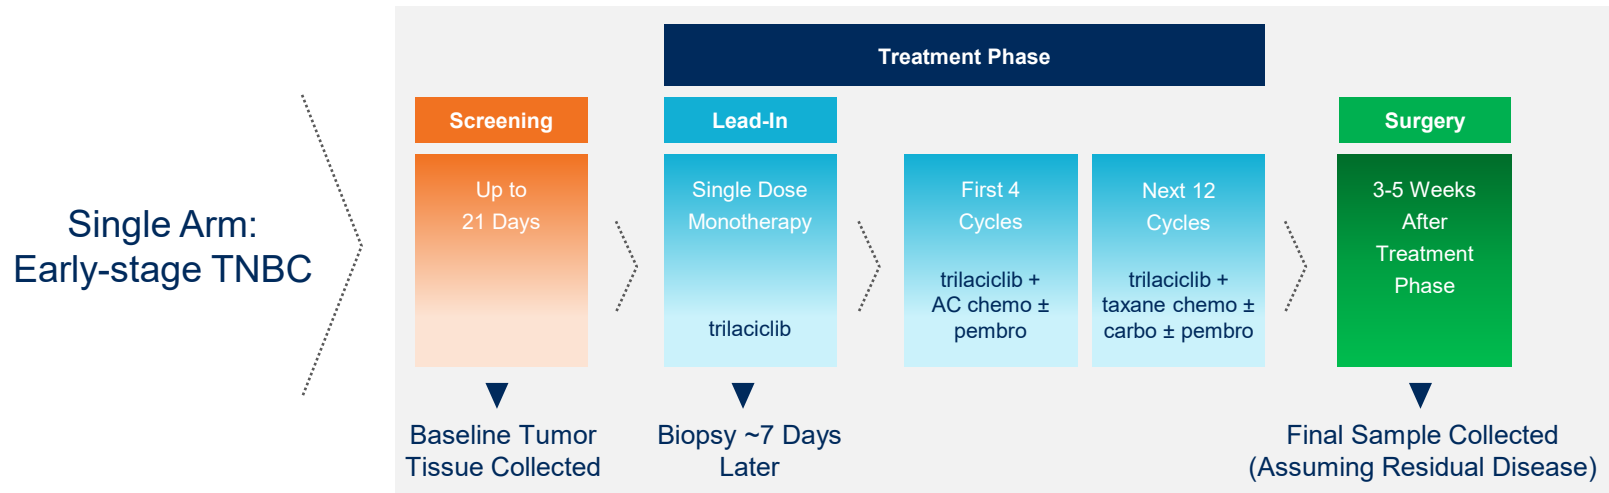 Single Arm:
Early-stage TNBC
Treatment Phase
Screening
Up to
21 Days
Baseline Tumor
Tissue Collected
Lead-In
Single Dose
Monotherapy
trilaciclib
Biopsy ~7 Days
Later
First 4
Cycles
trilaciclib +
AC chemo ±
pembro
Next 12
Cycles
trilaciclib +
taxane chemo ±
carbo ± pembro
Surgery
3-5 Weeks
After
Treatment
Phase
Final Sample Collected
(Assuming Residual Disease)